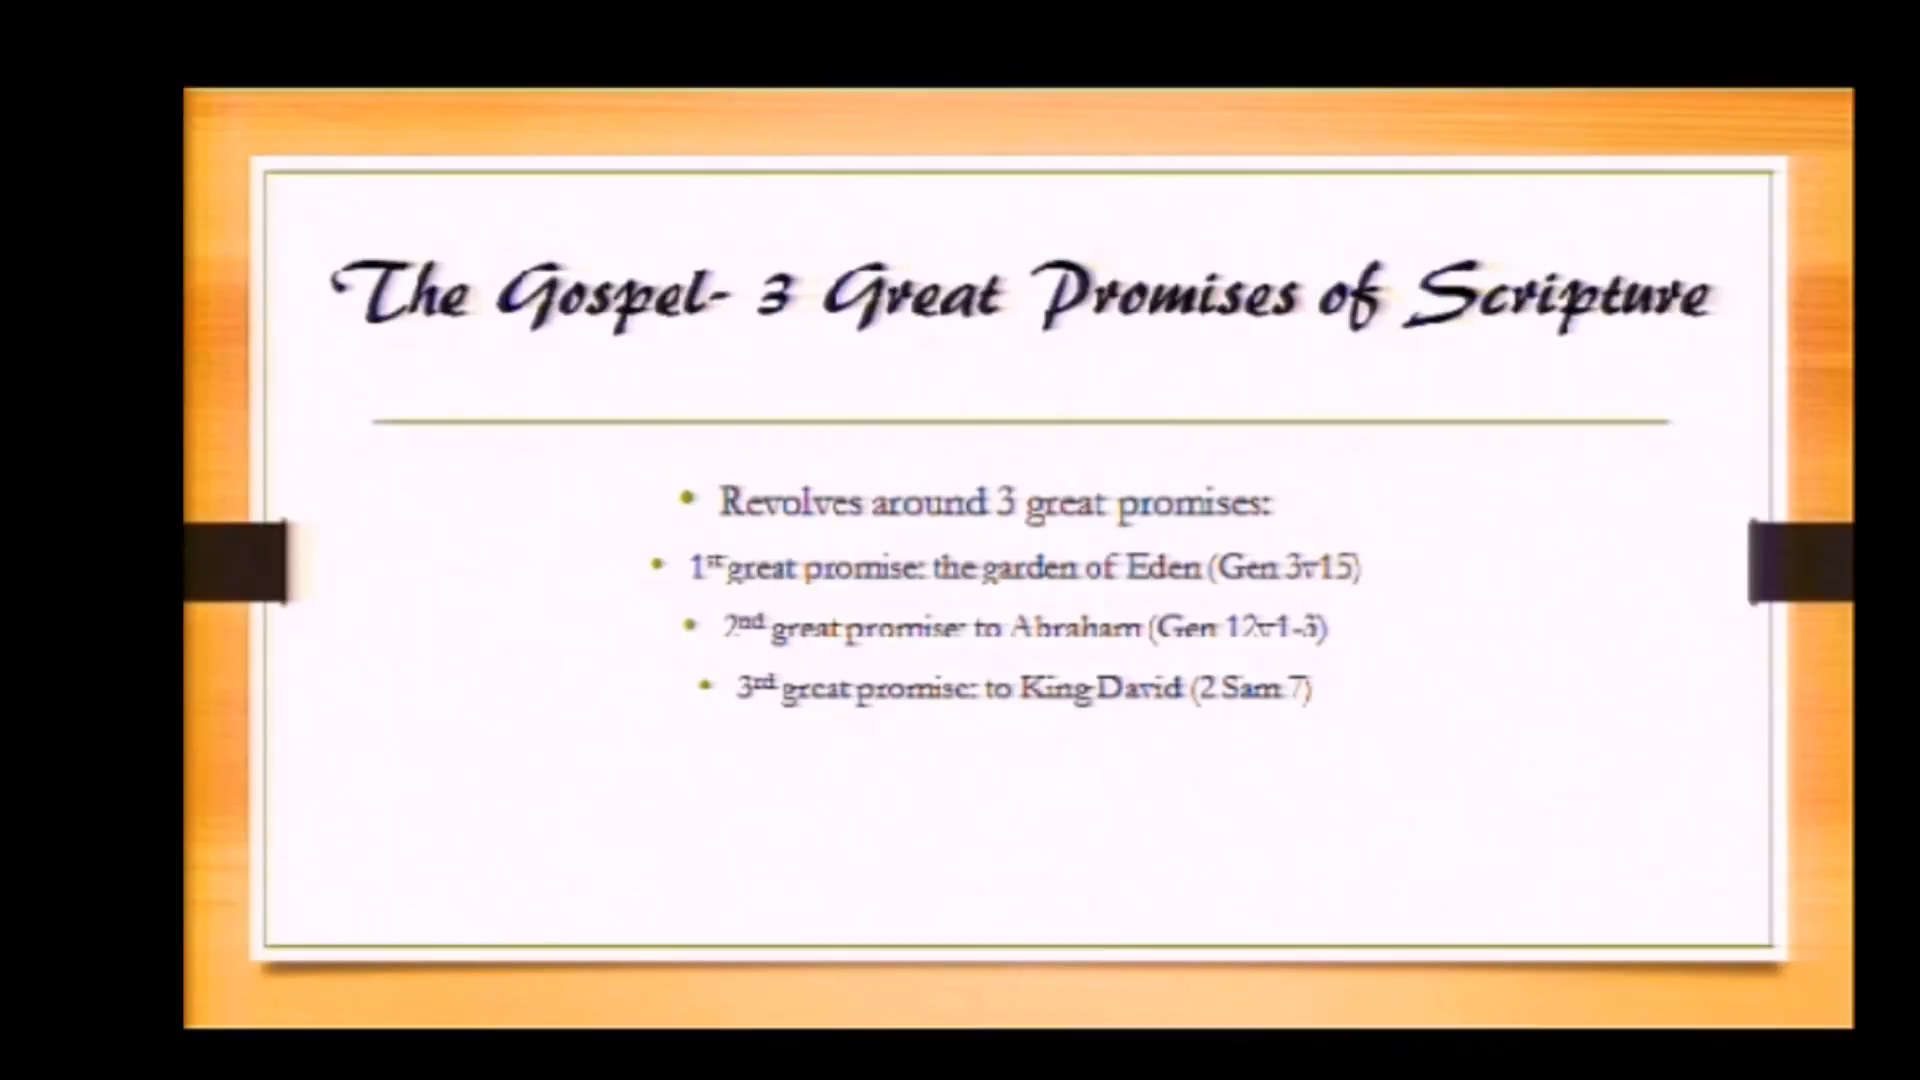 The Gospel- 3 Great Promises of Scripture
• Revolves around 3 great promises:
• 1st great promise: the garden of Eden (Gen 3v15)
• 2nd great promise: to Abraham (Gen 12v1-3)
• 3rd great promise: to King David (2 Sam 7)